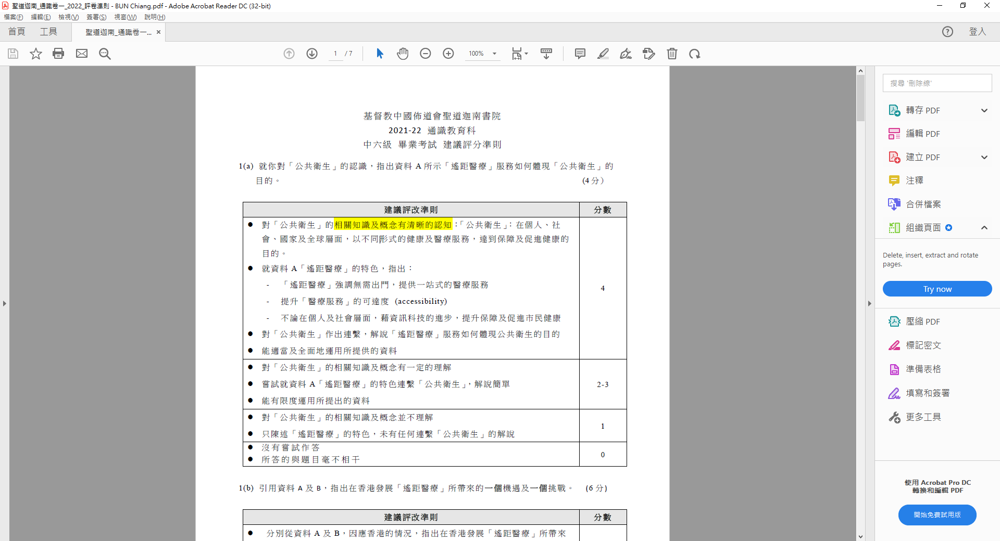 聖道迦南_通識卷一_2022_評卷準則 - BUN Chiang.pdf - Adobe Acrobat Reader DC (32-bit)
檔案(F) 編輯(E) 檢視(V) 簽署(S) 視窗(W) 說明(H)
首頁 工具 聖道迦南_通識卷一... × 登入
1 / 7 100%
基督教中國佈道會聖道迦南書院
2021-22 通識教育科
中六級 畢業考試 建議評分準則
1(a) 就你對「公共衛生」的認識，指出資料 A 所示「遙距醫療」服務如何體現「公共衛生」的
目的。 (4 分)
建議評改準則 分數
● 對「公共衛生」的相關知識及概念有清晰的認知：「公共衛生」：在個人、社
會、國家及全球層面，以不同形式的健康及醫療服務，達到保障及促進健康的
目的。
● 就資料 A「遙距醫療」的特色，指出：
- 「遙距醫療」強調無需出門，提供一站式的醫療服務
4
- 提升「醫療服務」的可達度 (accessibility)
- 不論在個人及社會層面，藉資訊科技的進步，提升保障及促進市民健康
● 對「公共衛生」作出連繫，解說「遙距醫療」服務如何體現公共衛生的目的
● 能適當及全面地運用所提供的資料
● 對「公共衛生」的相關知識及概念有一定的理解
● 嘗試就資料 A「遙距醫療」的特色連繫「公共衛生」，解說簡單 2-3
● 能有限度運用所提出的資料
● 對「公共衛生」的相關知識及概念並不理解
1
● 只陳述「遙距醫療」的特色，未有任何連繫「公共衛生」的解說
● 沒有嘗試作答
0
● 所答的與題目毫不相干
1(b) 引用資料 A 及 B，指出在香港發展「遙距醫療」所帶來的一個機遇及一個挑戰。 (6 分)
建議評改準則 分數
● 分別從資料 A 及 B，因應香港的情況，指出在香港發展「遙距醫療」所帶來
搜尋 '刪除線'
轉存 PDF
編輯 PDF
建立 PDF
注釋
合併檔案
組織頁面
Delete, insert, extract and rotate
pages.
Try now
壓縮 PDF
標記密文
準備表格
填寫和簽署
更多工具
使用 Acrobat Pro DC
轉換和編輯 PDF
開始免費試用版